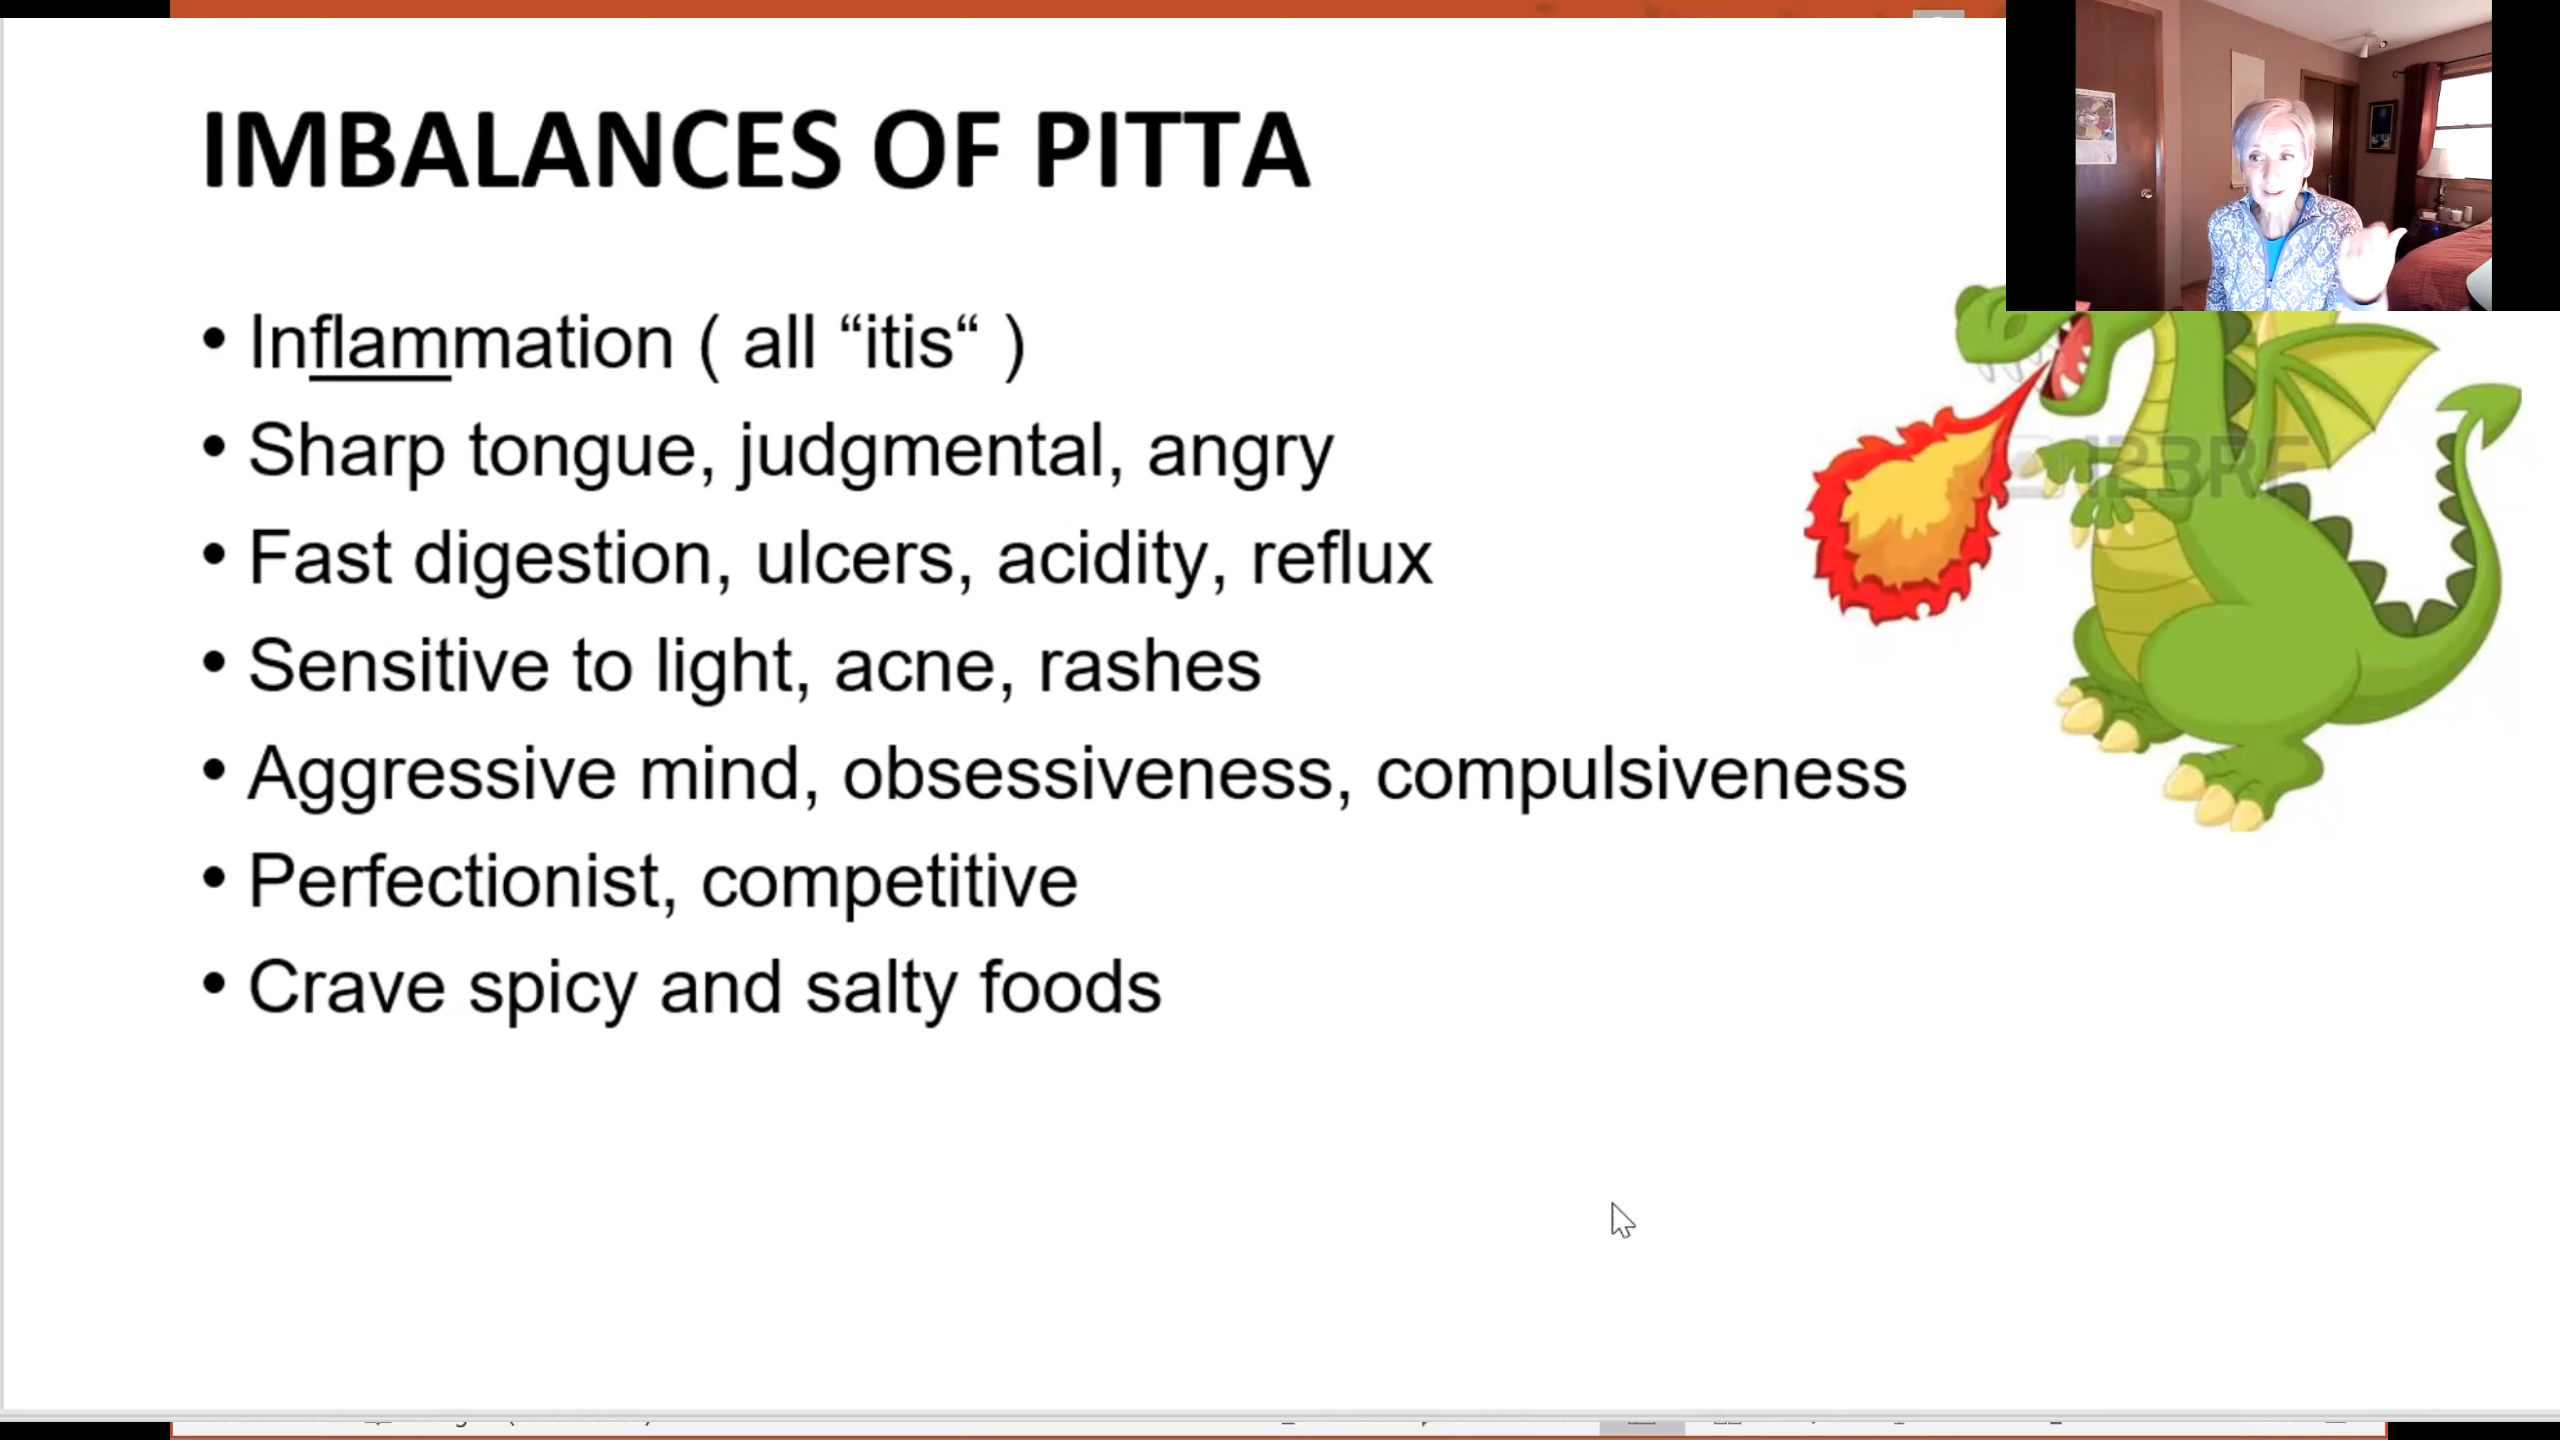 IMBALANCES OF PITTA
• Inflammation ( all “itis“ )
• Sharp tongue, judgmental, angry
• Fast digestion, ulcers, acidity, reflux
• Sensitive to light, acne, rashes
• Aggressive mind, obsessiveness, compulsiveness
• Perfectionist, competitive
• Crave spicy and salty foods
123RF